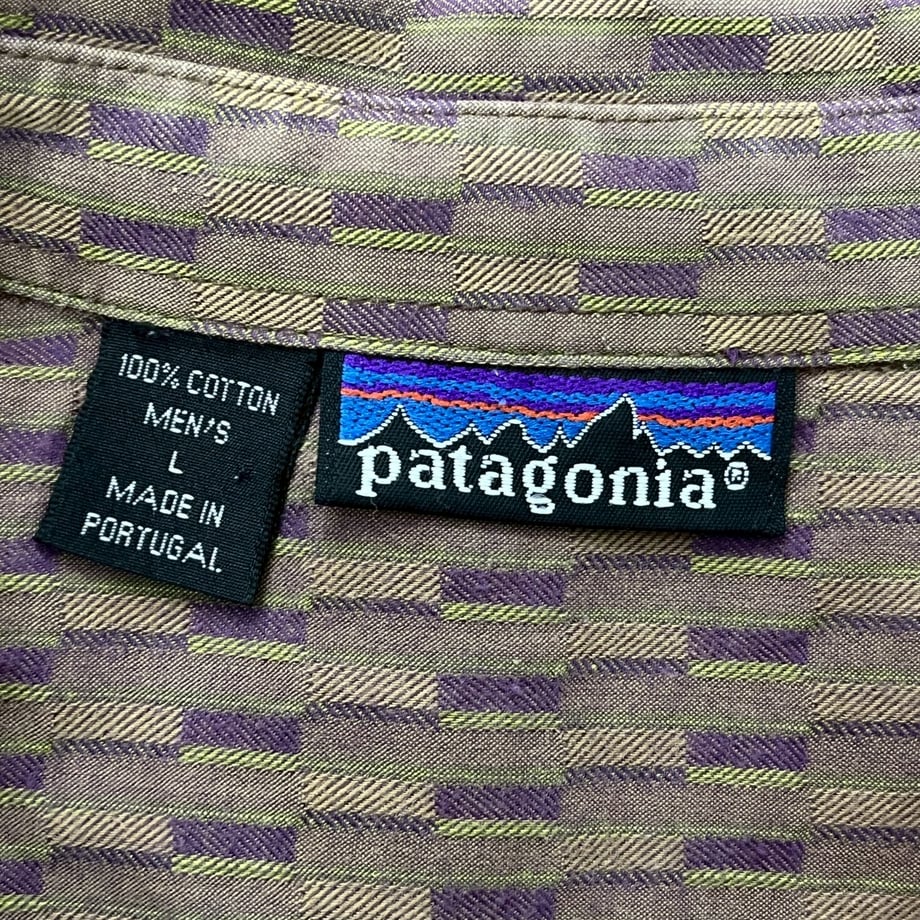 100% COTTON
MEN'S
L
MADE IN
PORTUGAL
patagonia®